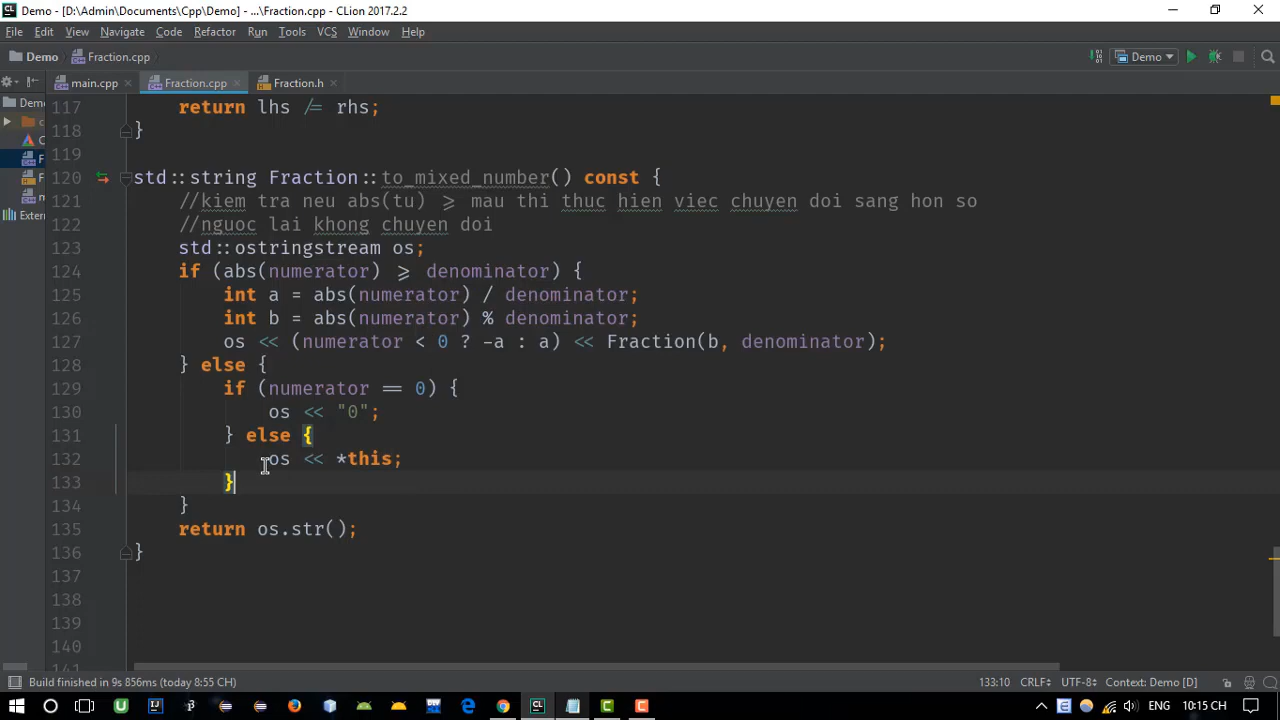 Demo - [D:\Admin\Documents\Cpp\Demo] - ...\Fraction.cpp - CLion 2017.2.2
File Edit View Navigate Code Refactor Run Tools VCS Window Help
Demo Fraction.cpp Demo
main.cpp Fraction.cpp Fraction.h
Demo
Exter
117 return lhs /= rhs;
118 }
119
120 std::string Fraction::to_mixed_number() const {
121 //kiem tra neu abs(tu) >= mau thi thuc hien viec chuyen doi sang hon so
122 //nguoc lai khong chuyen doi
123 std::ostringstream os;
124 if (abs(numerator) >= denominator) {
125 int a = abs(numerator) / denominator;
126 int b = abs(numerator) % denominator;
127 os << (numerator < 0 ? -a : a) << Fraction(b, denominator);
128 } else {
129 if (numerator == 0) {
130 os << "0";
131 } else {
132 os << *this;
133 }
134 }
135 return os.str();
136 }
137
138
139
140
141
Build finished in 9s 856ms (today 8:55 CH) 133:10 CRLF÷ UTF-8÷ Context: Demo [D]
ENG 10:15 CH